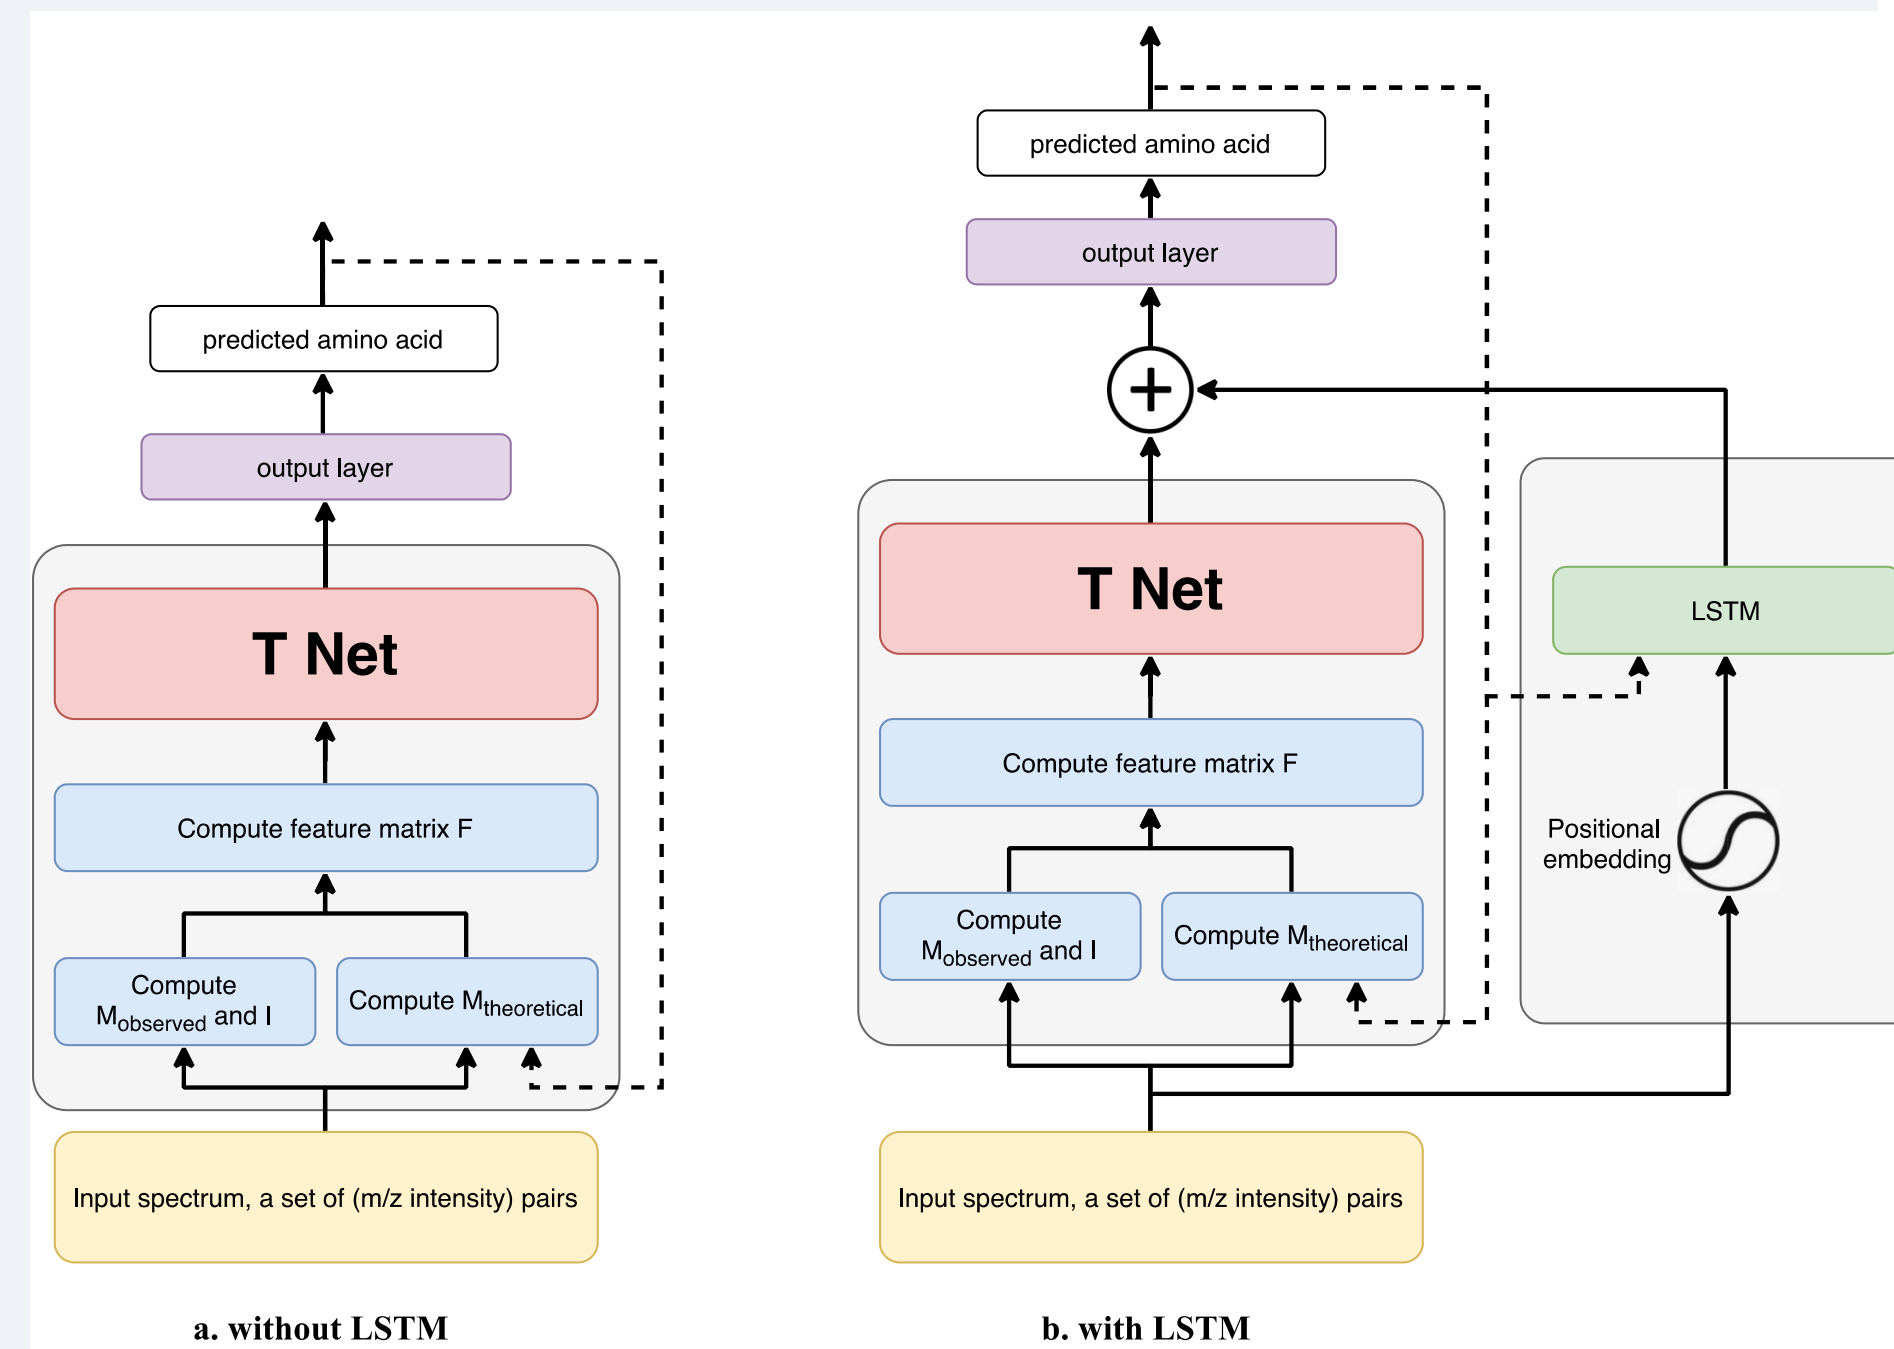 predicted amino acid
output layer
T Net
Compute feature matrix F
Compute
Mobserved and I
Compute Mtheoretical
Input spectrum, a set of (m/z intensity) pairs
a. without LSTM
predicted amino acid
output layer
+
T Net
Compute feature matrix F
Compute
Mobserved and I
Compute Mtheoretical
Input spectrum, a set of (m/z intensity) pairs
LSTM
Positional
embedding
b. with LSTM